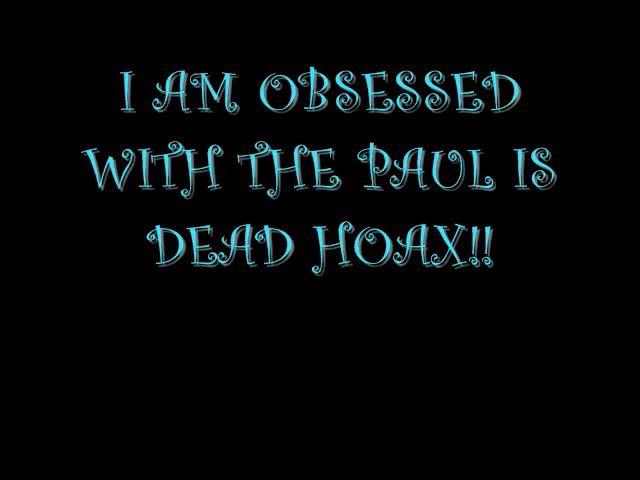 I AM OBSESSED
WITH THE PAUL IS
DEAD HOAX!!